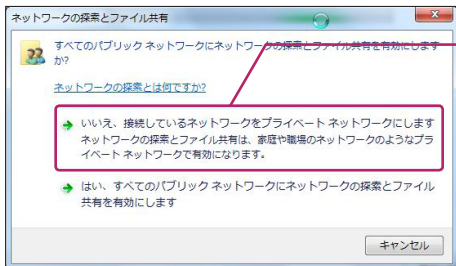 ネットワークの探索とファイル共有
すべてのパブリック ネットワークにネットワークの探索とファイル共有を有効にします
か?
ネットワークの探索とは何ですか?
いいえ、接続しているネットワークをプライベート ネットワークにします
ネットワークの探索とファイル共有は、家庭や職場のネットワークのようなプラ
イベート ネットワークで有効になります。
はい、すべてのパブリック ネットワークにネットワークの探索とファイル
共有を有効にします
キャンセル